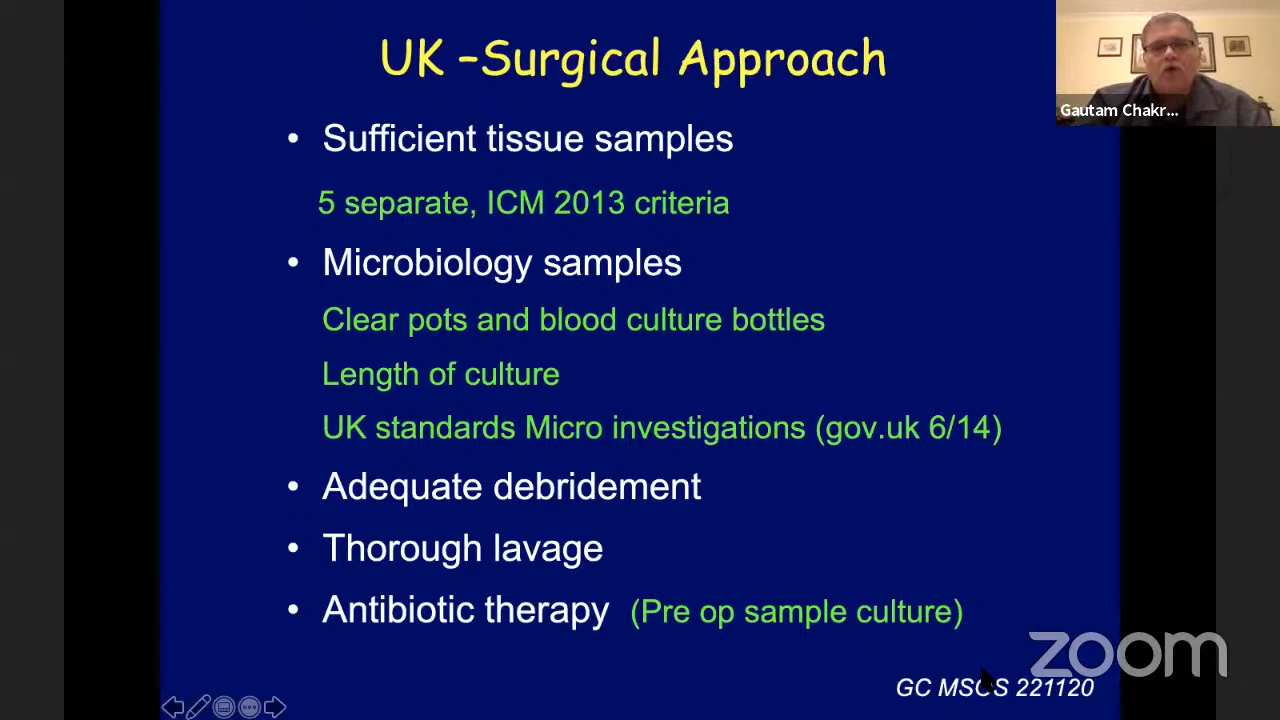 UK –Surgical Approach
Gautam Chakr...
• Sufficient tissue samples
5 separate, ICM 2013 criteria
• Microbiology samples
Clear pots and blood culture bottles
Length of culture
UK standards Micro investigations (gov.uk 6/14)
• Adequate debridement
• Thorough lavage
• Antibiotic therapy (Pre op sample culture)
zoom
GC MSOS 221120